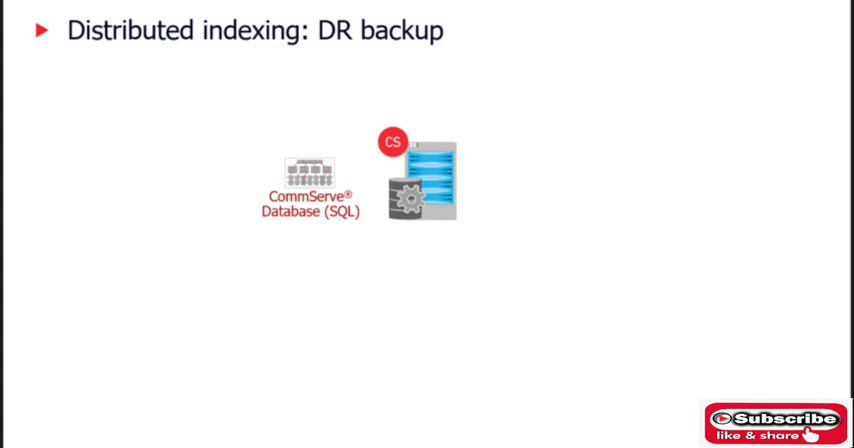 Distributed indexing: DR backup
CS
CommServe®
Database (SQL)
Subscribe
like & share